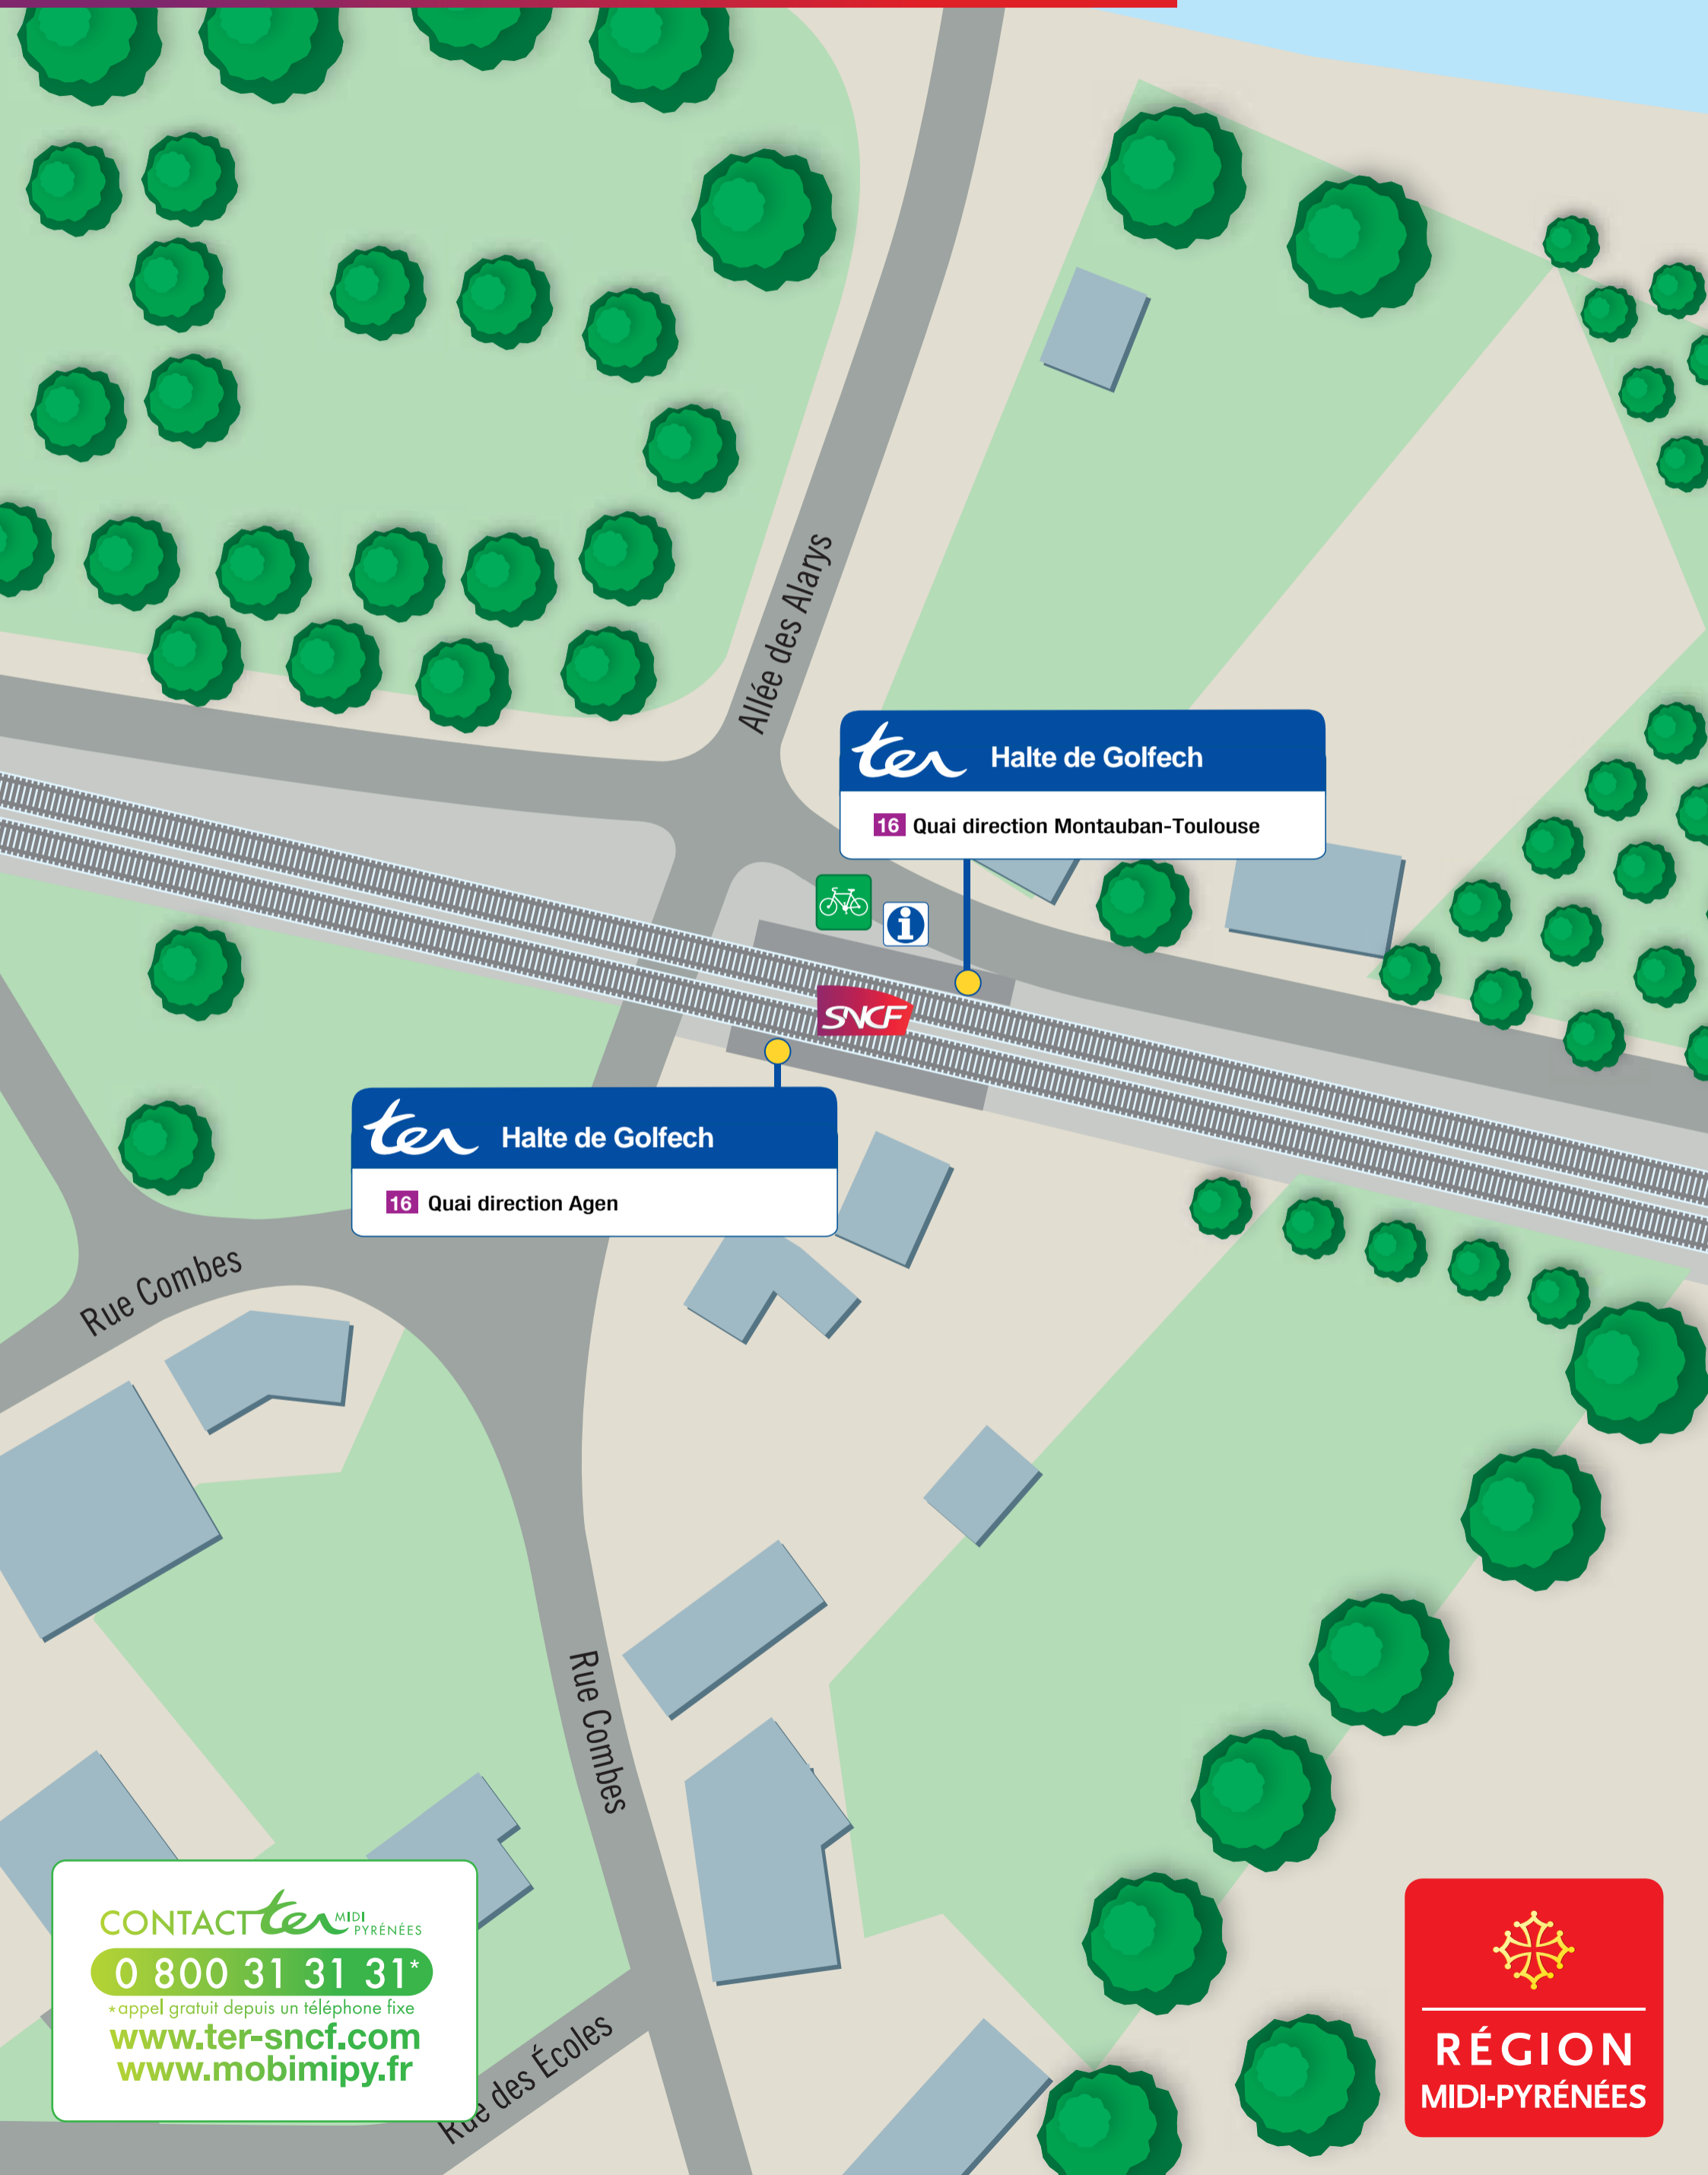 Allée des Alarys
ter Halte de Golfech
16 Quai direction Montauban-Toulouse
i
SNCF
ter Halte de Golfech
16 Quai direction Agen
Rue Combes
Rue Combes
Rue des Écoles
CONTACT ter MIDI
PYRÉNÉES
0 800 31 31 31*
*appel gratuit depuis un téléphone fixe
www.ter-sncf.com
www.mobimipy.fr
RÉGION
MIDI-PYRÉNÉES